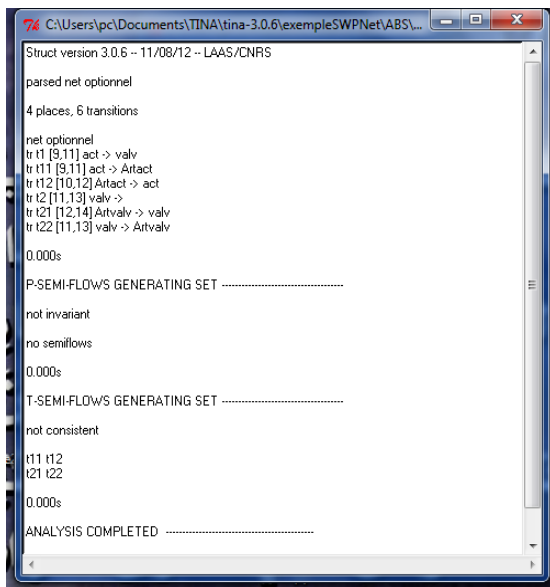 C:\Users\pc\Documents\TINA\tina-3.0.6\exempleSWPNet\ABS\...
Struct version 3.0.6 -- 11/08/12 -- LAAS/CNRS
parsed net optionnel
4 places, 6 transitions
net optionnel
tr t1 [9,11] act -> valv
tr t11 [9,11] act -> Artact
tr t12 [10,12] Artact -> act
tr t2 [11,13] valv ->
tr t21 [12,14] Artvalv -> valv
tr t22 [11,13] valv -> Artvalv
0.000s
P-SEMI-FLOWS GENERATING SET -----------------------------------
not invariant
no semiflows
0.000s
T-SEMI-FLOWS GENERATING SET -----------------------------------
not consistent
t11 t12
t21 t22
0.000s
ANALYSIS COMPLETED -------------------------------------------